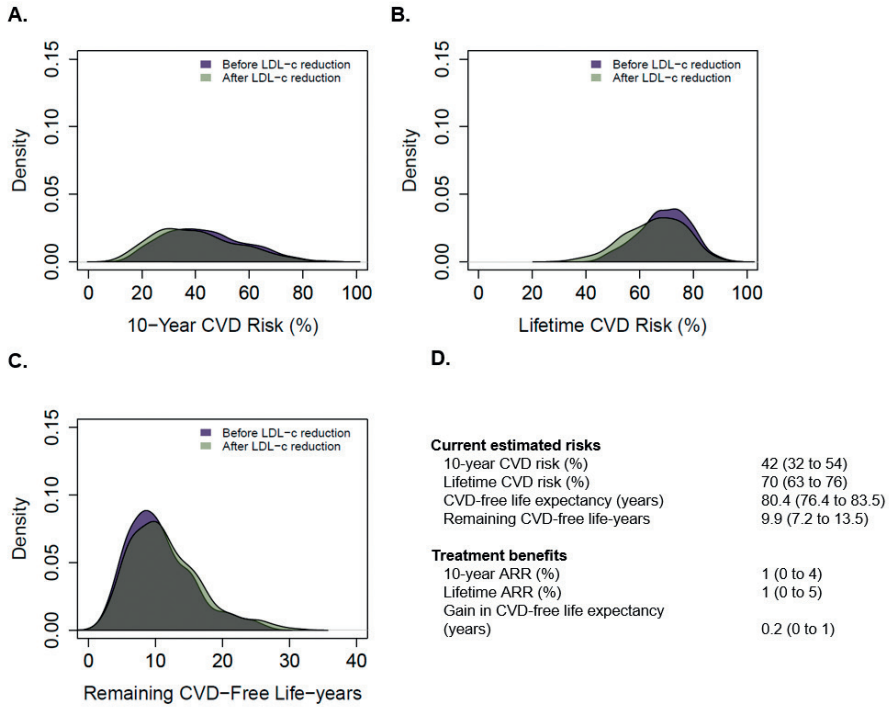 A.
Before LDL-c reduction
After LDL-c reduction
0.15
0.10
0.05
0.00
Density
0 20 40 60 80 100
10-Year CVD Risk (%)
B.
Before LDL-c reduction
After LDL-c reduction
0.15
0.10
0.05
0.00
Density
0 20 40 60 80 100
Lifetime CVD Risk (%)
C.
Before LDL-c reduction
After LDL-c reduction
0.15
0.10
0.05
0.00
Density
0 10 20 30 40
Remaining CVD-Free Life-years
D.
Current estimated risks
10-year CVD risk (%) 42 (32 to 54)
Lifetime CVD risk (%) 70 (63 to 76)
CVD-free life expectancy (years) 80.4 (76.4 to 83.5)
Remaining CVD-free life-years 9.9 (7.2 to 13.5)
Treatment benefits
10-year ARR (%) 1 (0 to 4)
Lifetime ARR (%) 1 (0 to 5)
Gain in CVD-free life expectancy
(years) 0.2 (0 to 1)